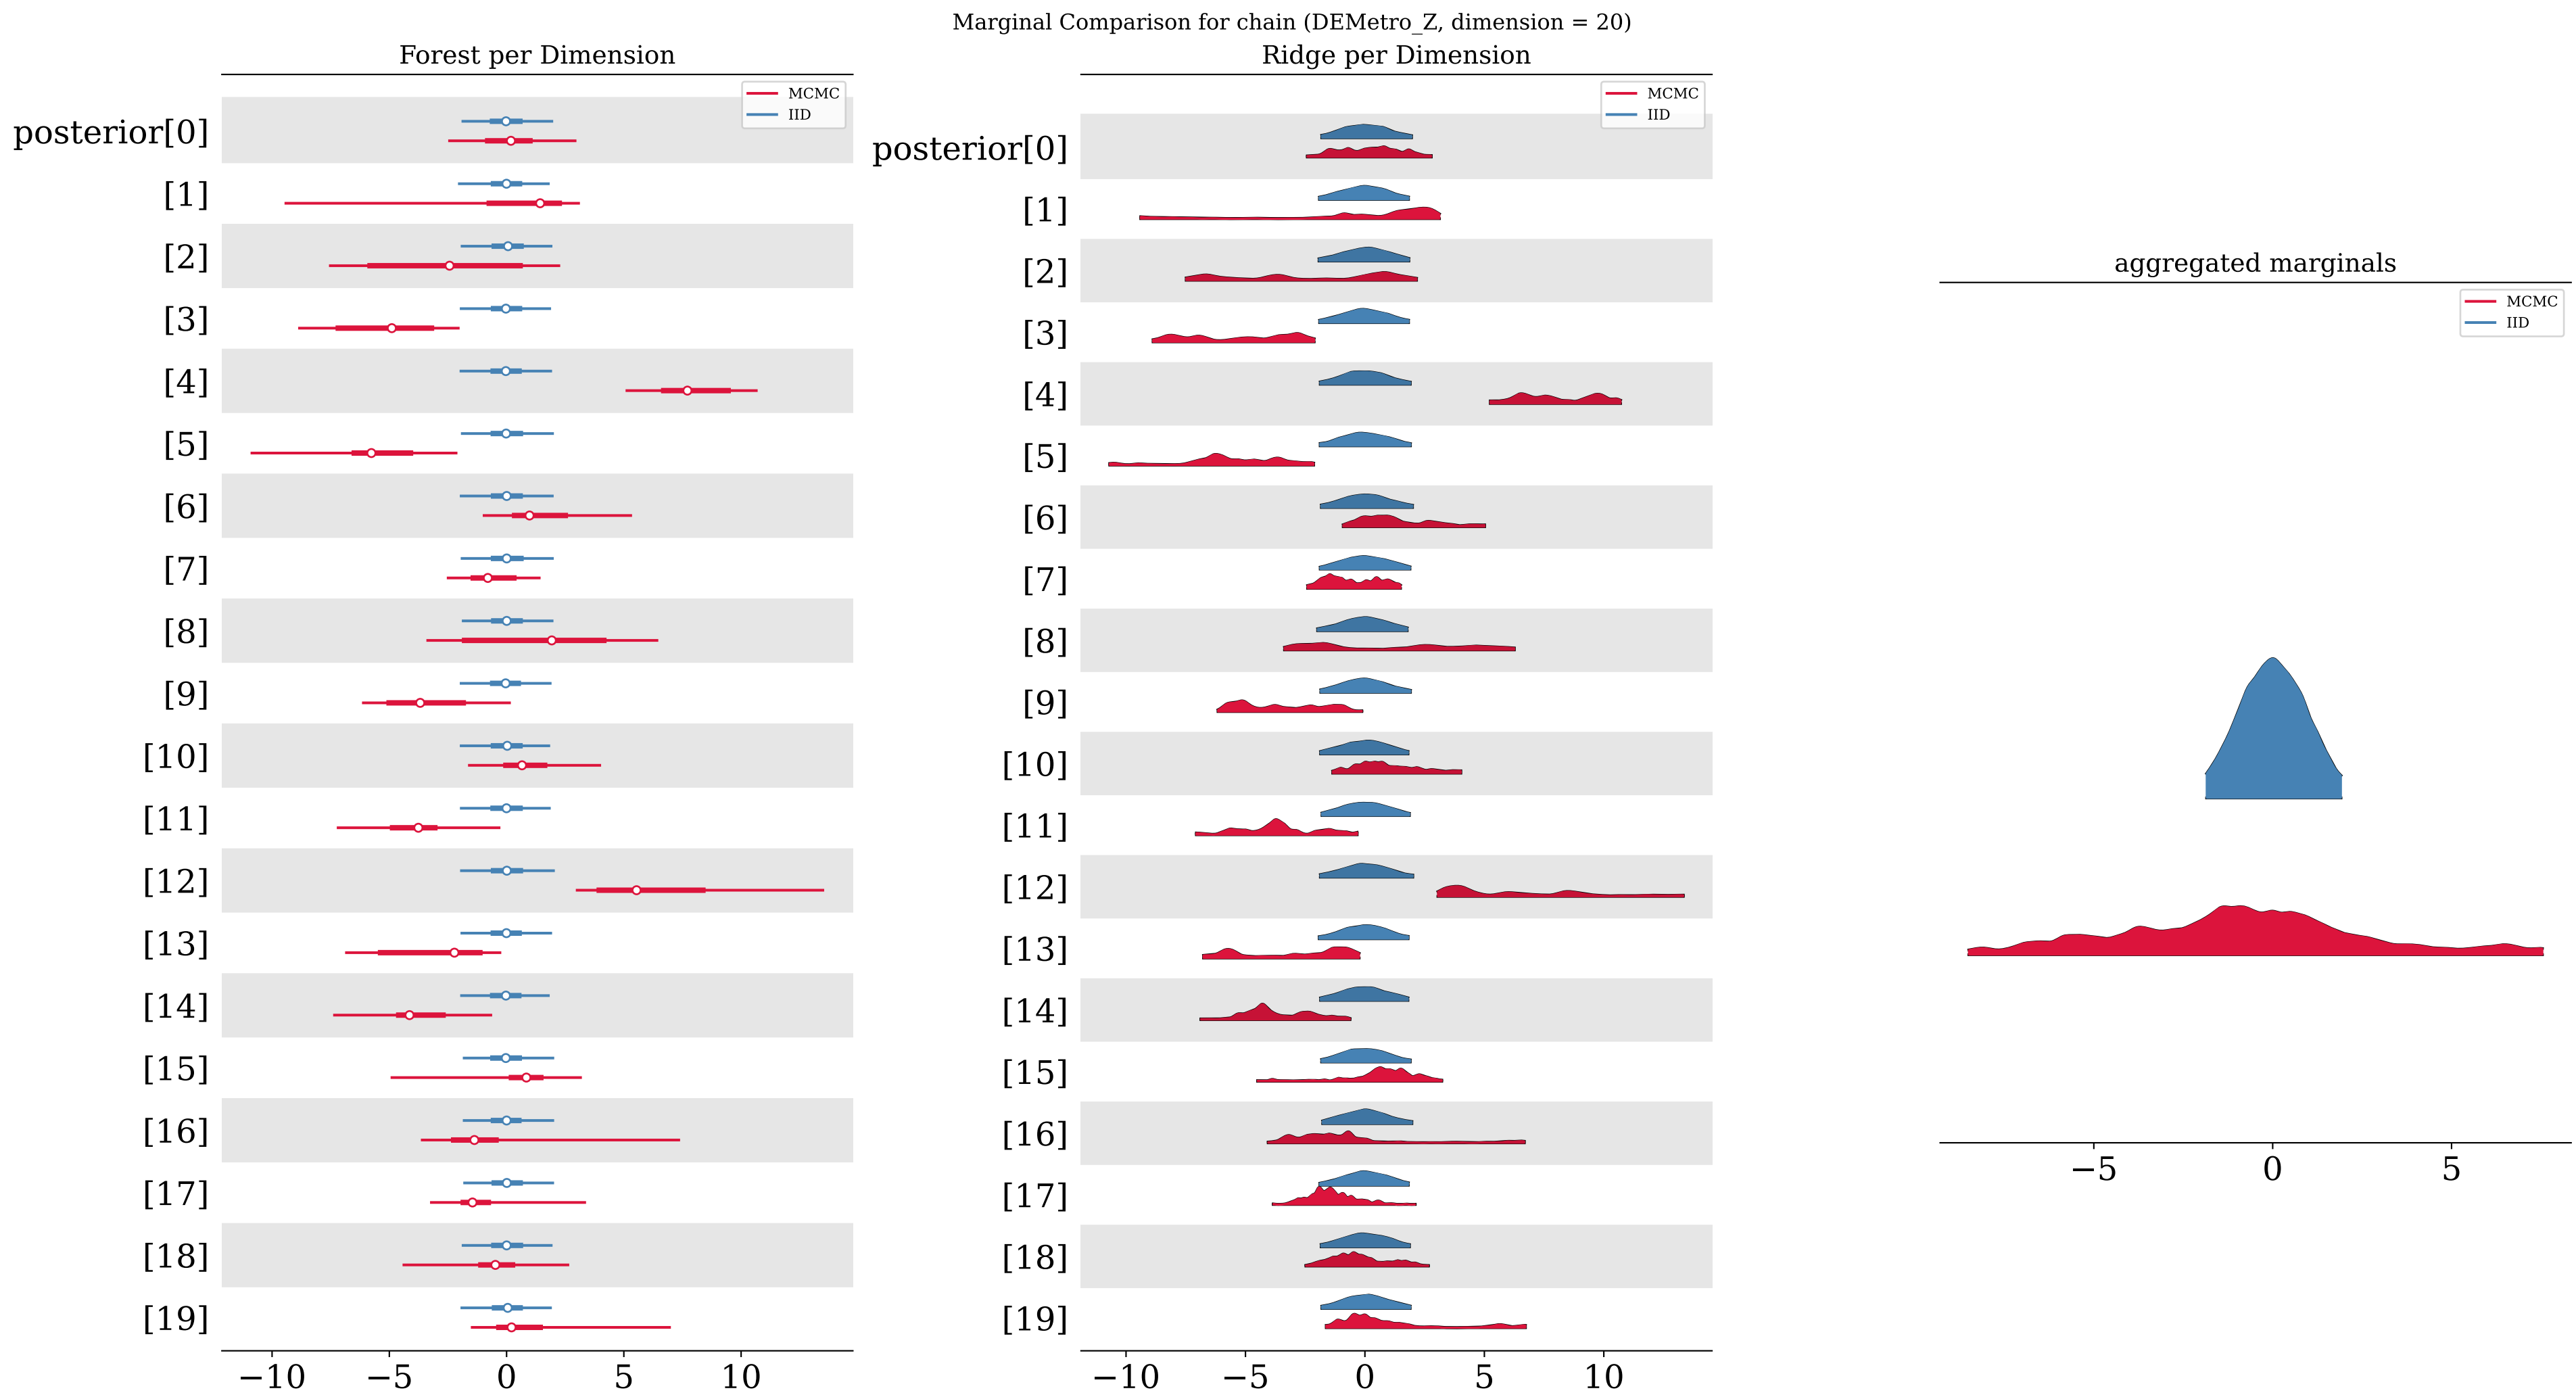 Marginal Comparison for chain (DEMetro_Z, dimension = 20)
Forest per Dimension
MCMC
IID
posterior[0]
[1]
[2]
[3]
[4]
[5]
[6]
[7]
[8]
[9]
[10]
[11]
[12]
[13]
[14]
[15]
[16]
[17]
[18]
[19]
−10 −5 0 5 10
Ridge per Dimension
MCMC
IID
posterior[0]
[1]
[2]
[3]
[4]
[5]
[6]
[7]
[8]
[9]
[10]
[11]
[12]
[13]
[14]
[15]
[16]
[17]
[18]
[19]
−10 −5 0 5 10
aggregated marginals
MCMC
IID
−5 0 5